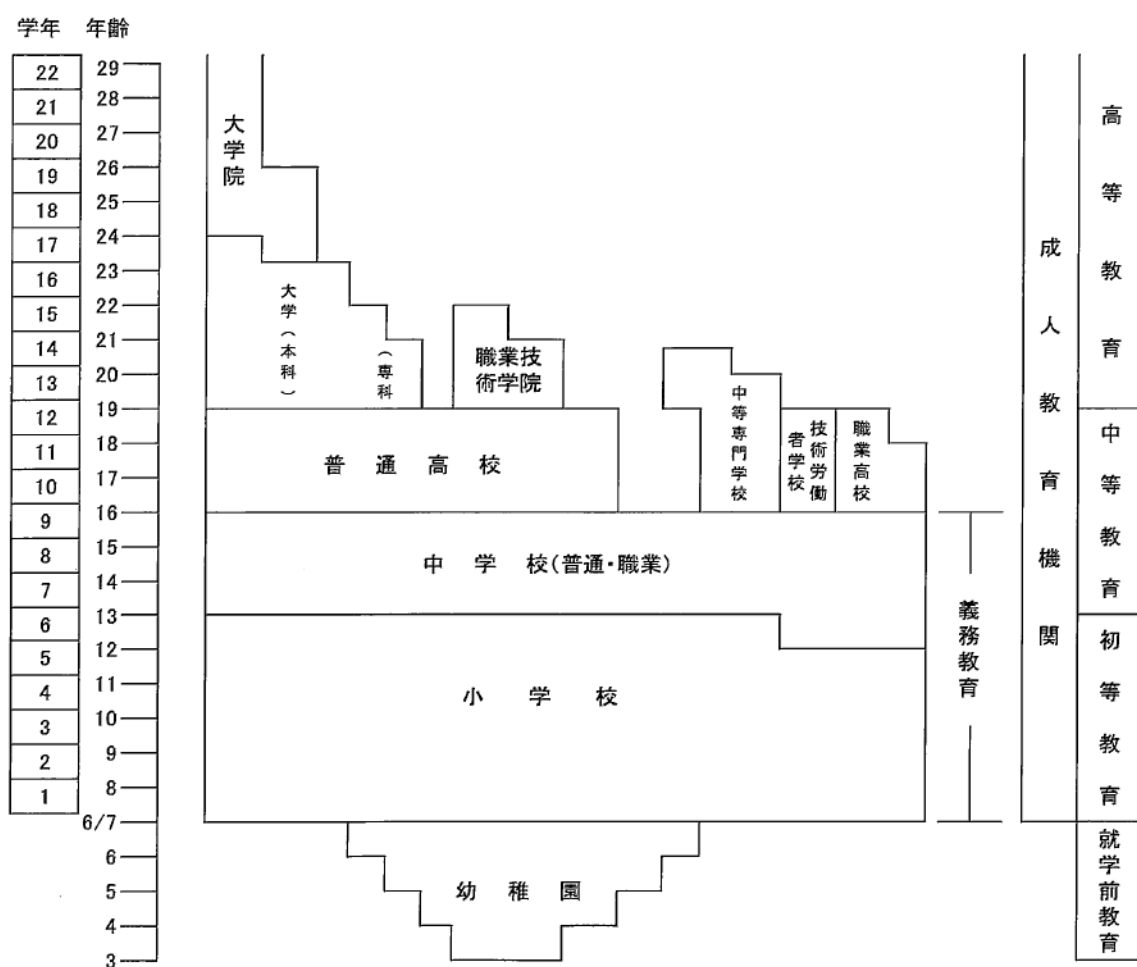 学年 年齢
22
21
20
19
18
17
16
15
14
13
12
11
10
9
8
7
6
5
4
3
2
1
29
28
27
26
25
24
23
22
21
20
19
18
17
16
15
14
13
12
11
10
9
8
6/7
6
5
4
3
大学院
大学(本科)
(専科)
職業技
術学院
中等専門学校
技術労働
者学校
職業高校
普通高校
中学校(普通・職業)
小学校
幼稚園
義務教育
成人教育機関
高等教育
中等教育
初等教育
就学前教育